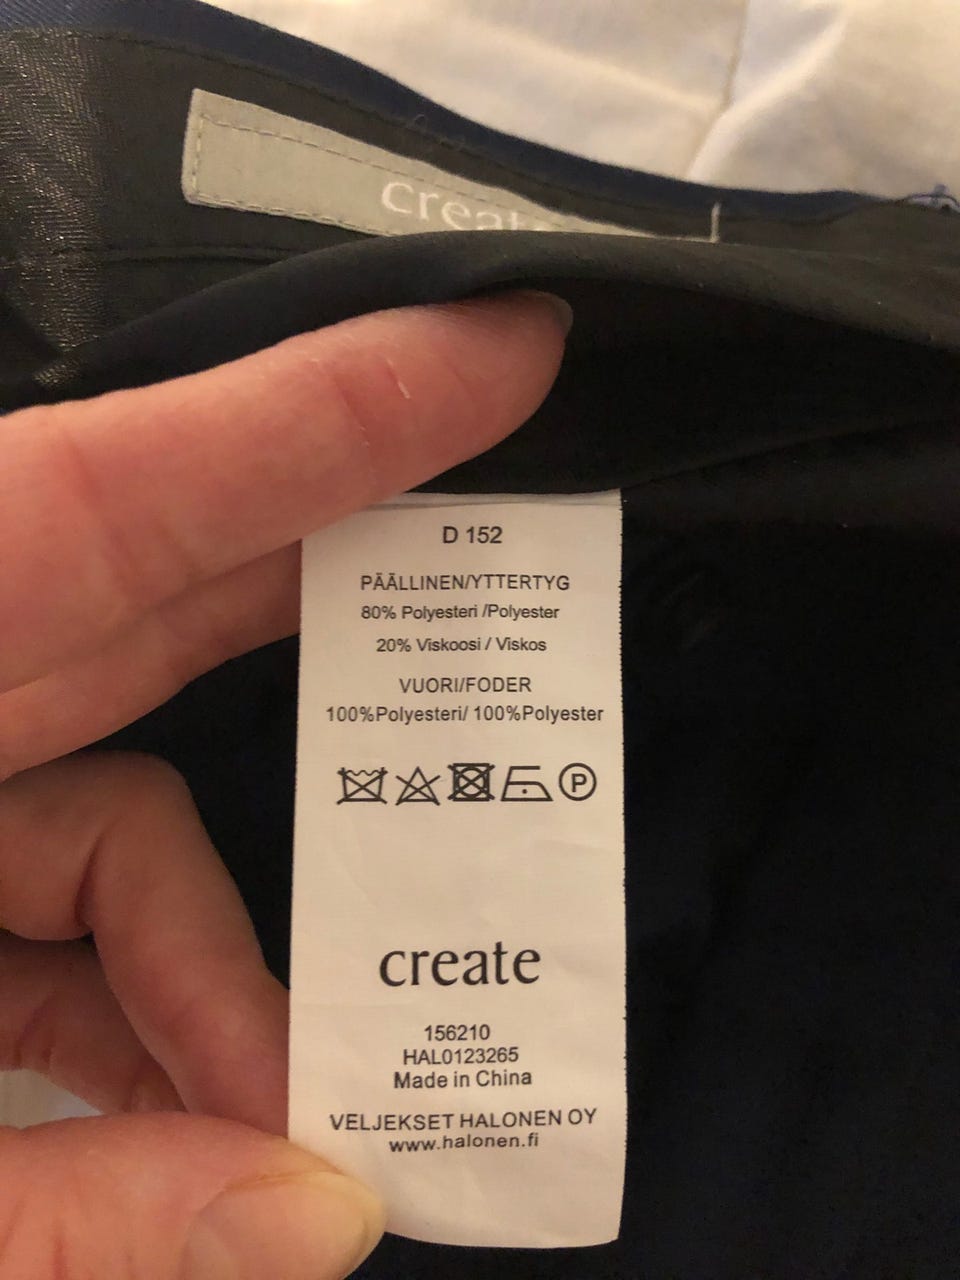 create
D 152
PÄÄLLINEN/YTTERTYG
80% Polyesteri /Polyester
20% Viskoosi / Viskos
VUORI/FODER
100%Polyesteri/ 100%Polyester
P
create
156210
HAL0123265
Made in China
VELJEKSET HALONEN OY
www.halonen.fi